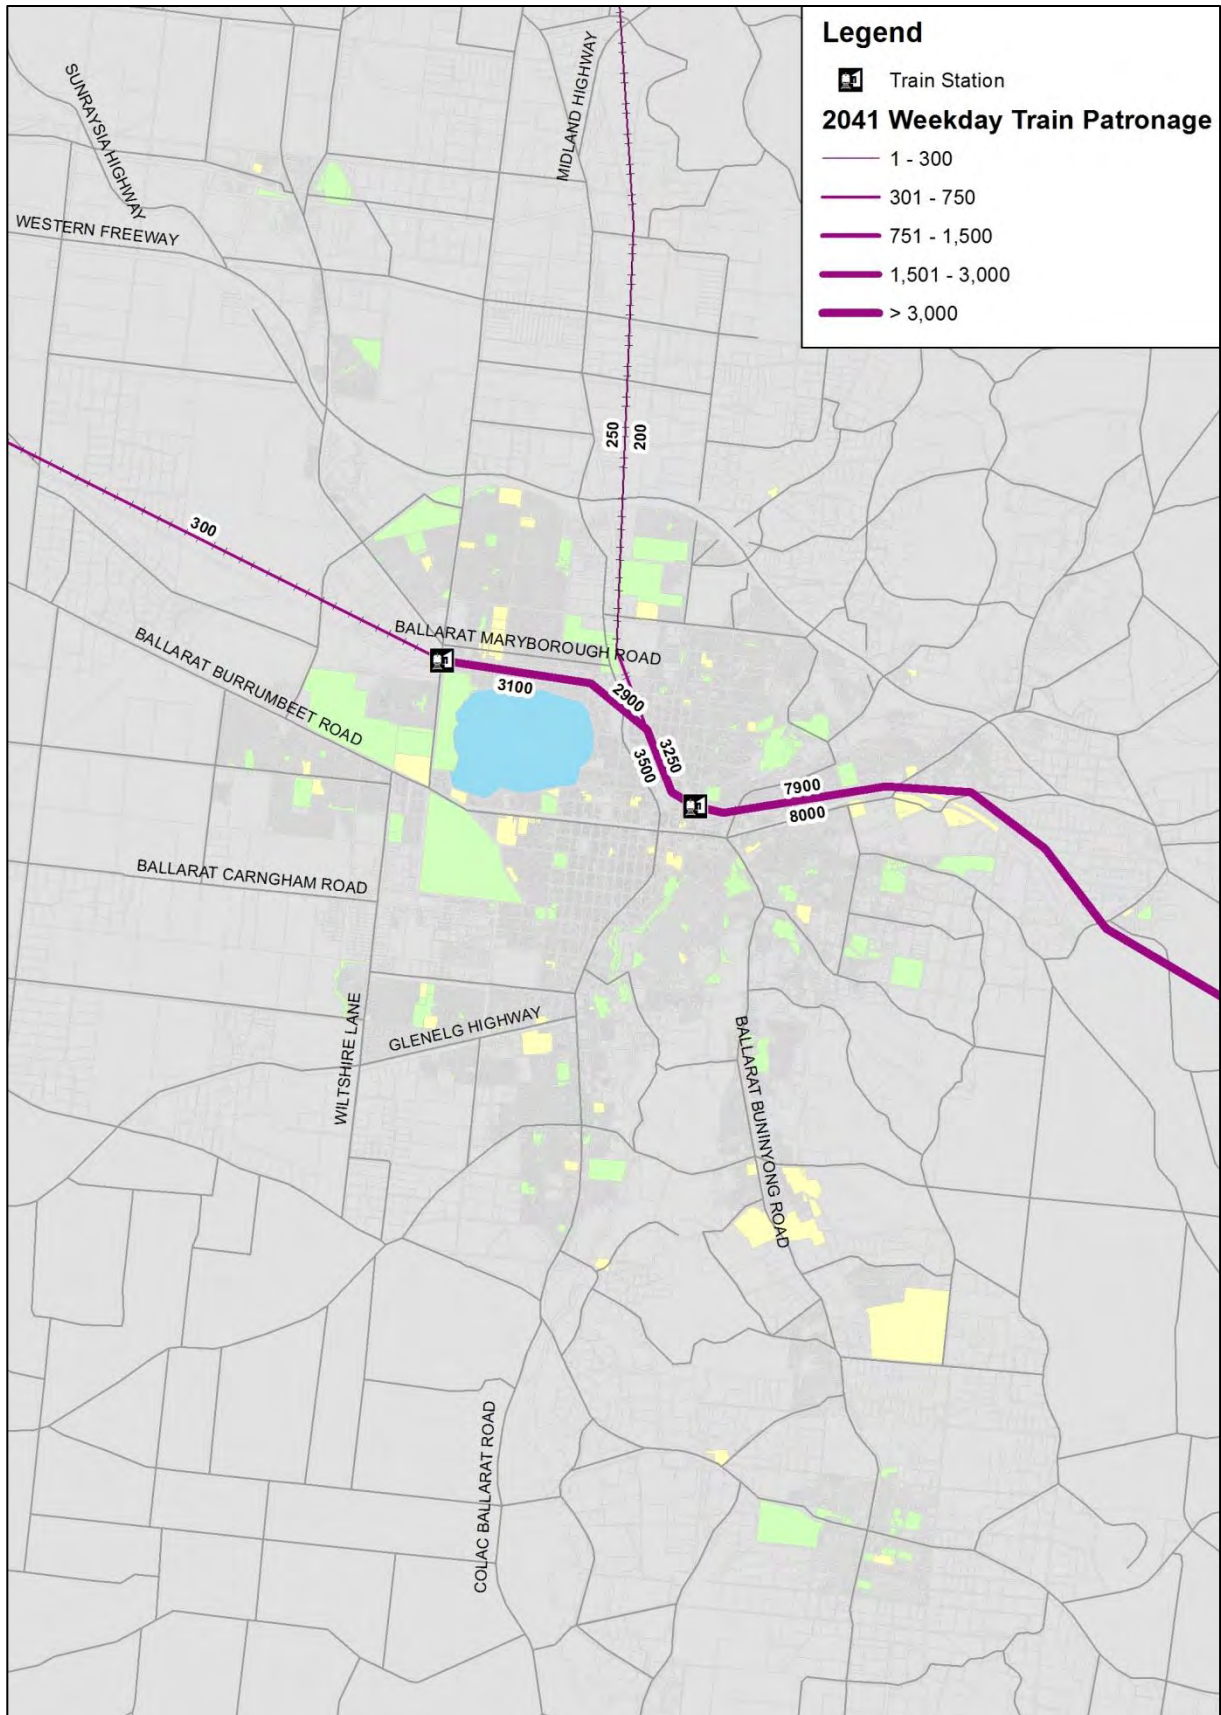 Legend
Train Station
2041 Weekday Train Patronage
1 - 300
301 - 750
751 - 1,500
1,501 - 3,000
> 3,000
SUNRAYSIA HIGHWAY
MIDLAND HIGHWAY
WESTERN FREEWAY
250
200
300
BALLARAT MARYBOROUGH ROAD
BALLARAT BURRUMBEET ROAD
3100
2900
3250
3500
7900
8000
BALLARAT CARNGHAM ROAD
WILTSHIRE LANE
GLENELG HIGHWAY
BALLARAT BUNINYONG ROAD
COLAC BALLARAT ROAD